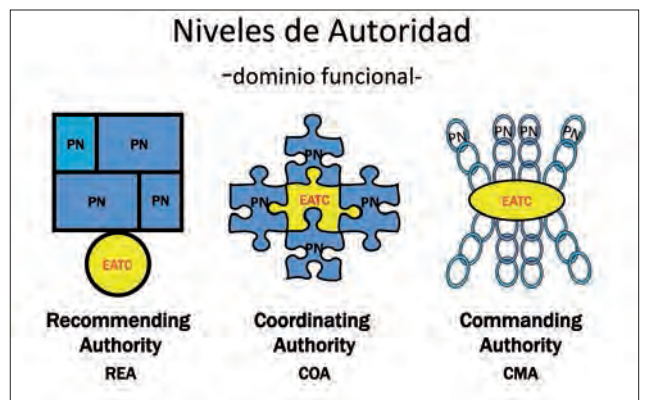 Niveles de Autoridad
-dominio funcional-
PN PN
PN PN
EATC
PN
PN EATC PN
PN
PN PN PN PN
EATC
Recommending
Authority
REA
Coordinating
Authority
COA
Commanding
Authority
CMA